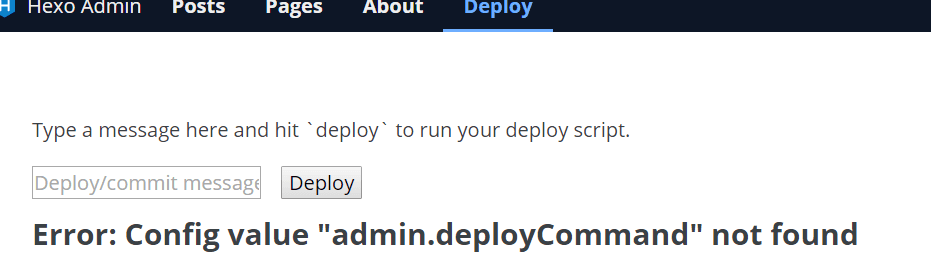 H Hexo Admin Posts Pages About Deploy
Type a message here and hit `deploy` to run your deploy script.
Deploy/commit message Deploy
Error: Config value "admin.deployCommand" not found